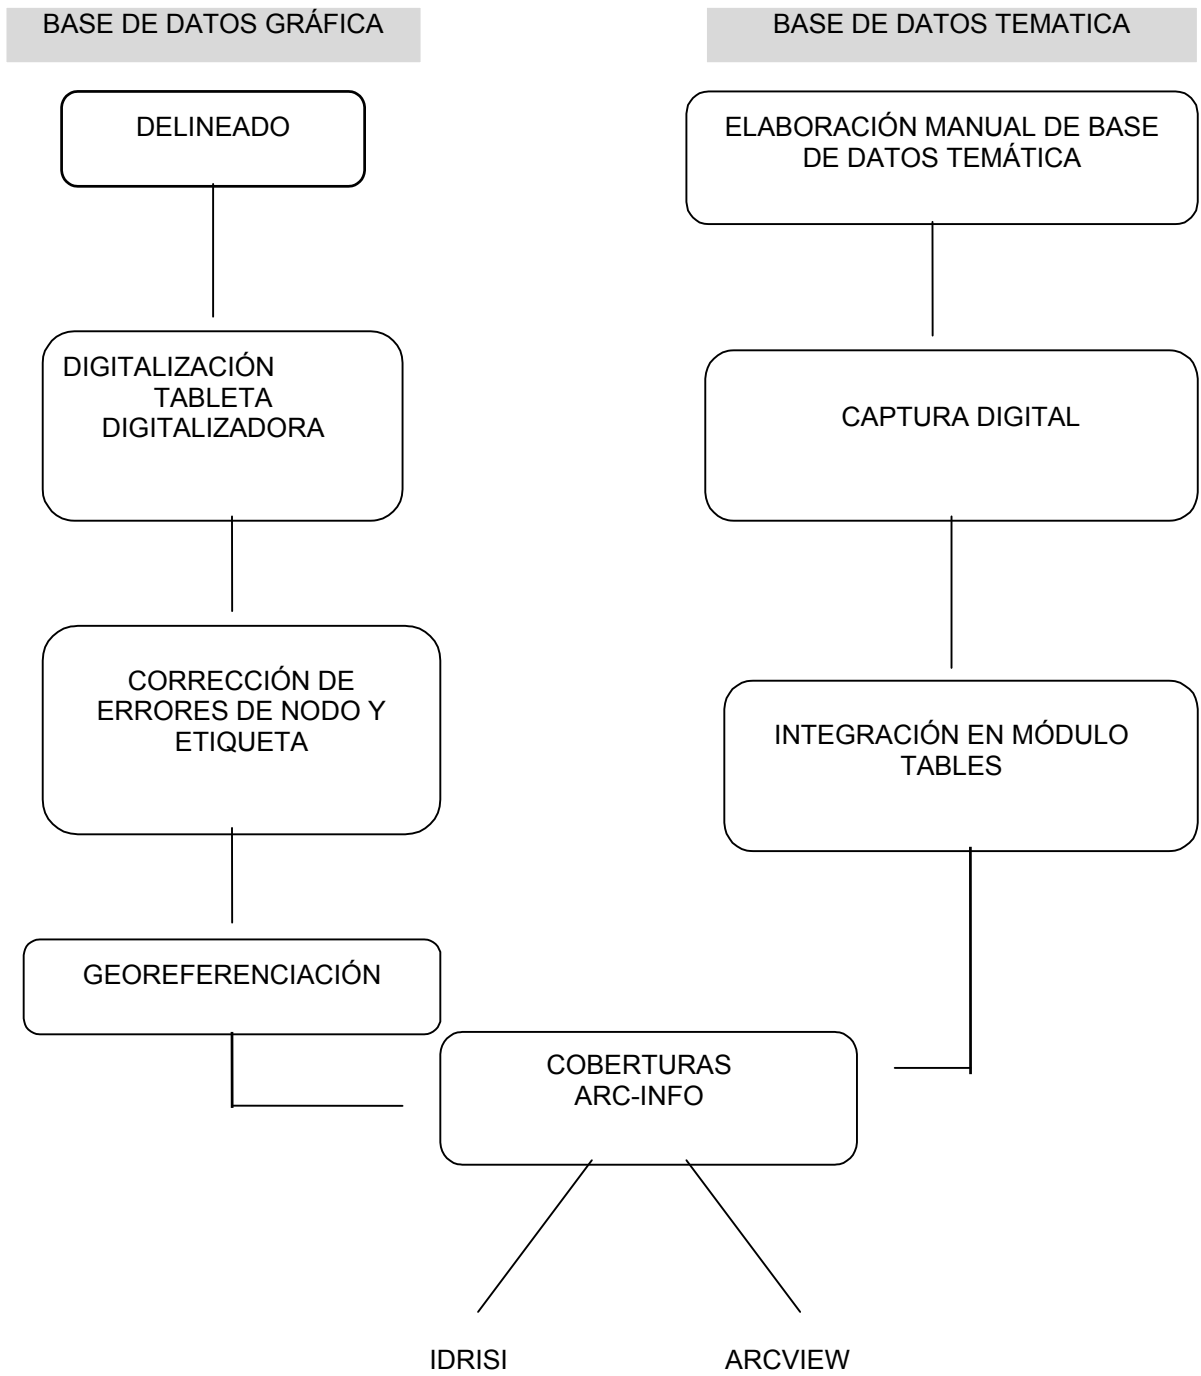 BASE DE DATOS GRÁFICA
BASE DE DATOS TEMATICA
DELINEADO
ELABORACIÓN MANUAL DE BASE
DE DATOS TEMÁTICA
DIGITALIZACIÓN
TABLETA
DIGITALIZADORA
CAPTURA DIGITAL
CORRECCIÓN DE
ERRORES DE NODO Y
ETIQUETA
INTEGRACIÓN EN MÓDULO
TABLES
GEOREFERENCIACIÓN
COBERTURAS
ARC-INFO
IDRISI
ARCVIEW